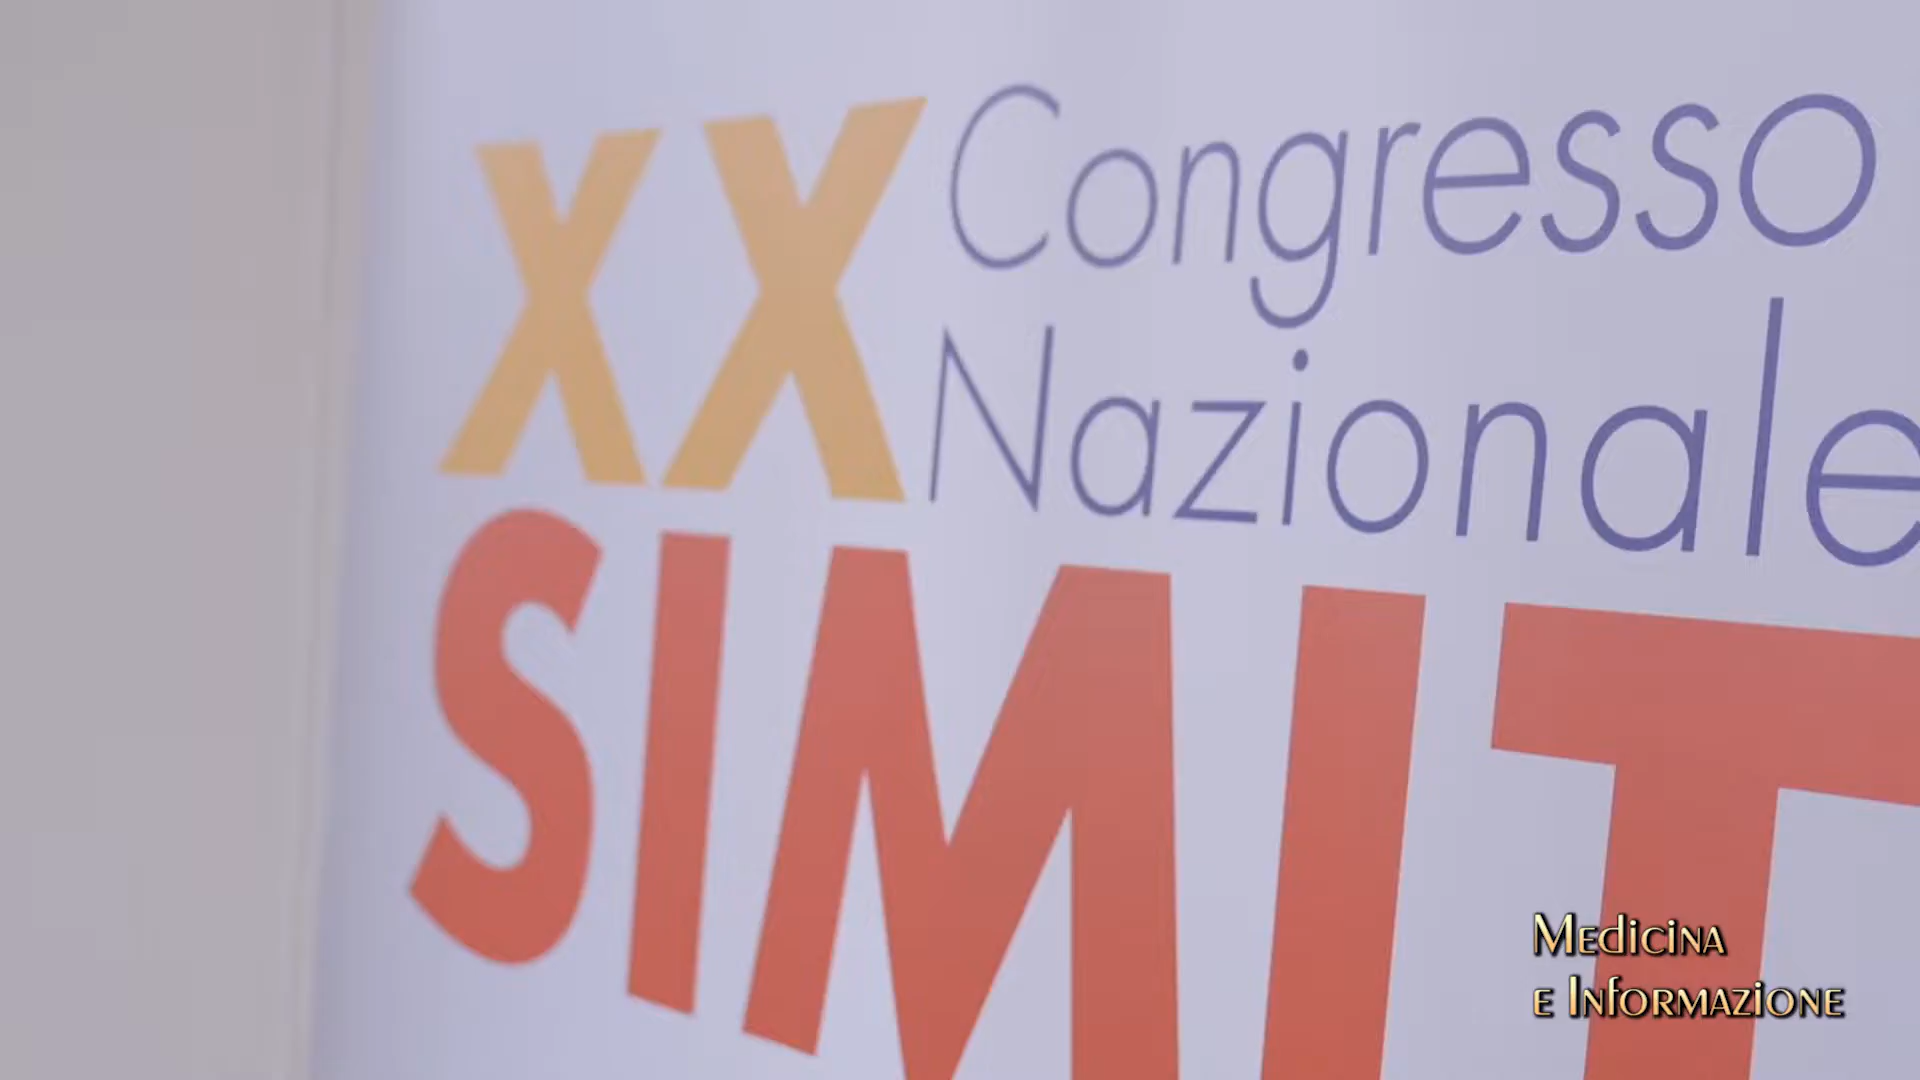 XX Congresso
Nazionale
SIMIT
Medicina
e Informazione